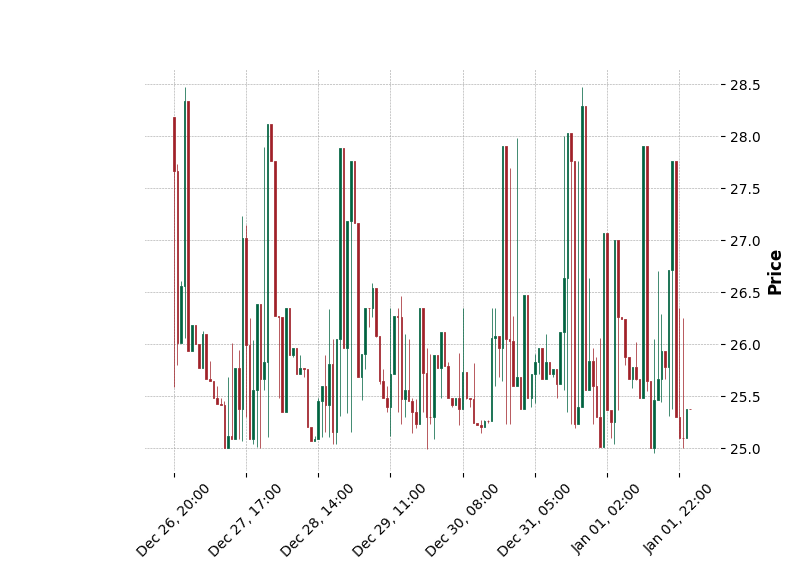 28.5
28.0
27.5
27.0
26.5
26.0
25.5
25.0
Price
Dec 26, 20:00
Dec 27, 17:00
Dec 28, 14:00
Dec 29, 11:00
Dec 30, 08:00
Dec 31, 05:00
Jan 01, 02:00
Jan 01, 22:00